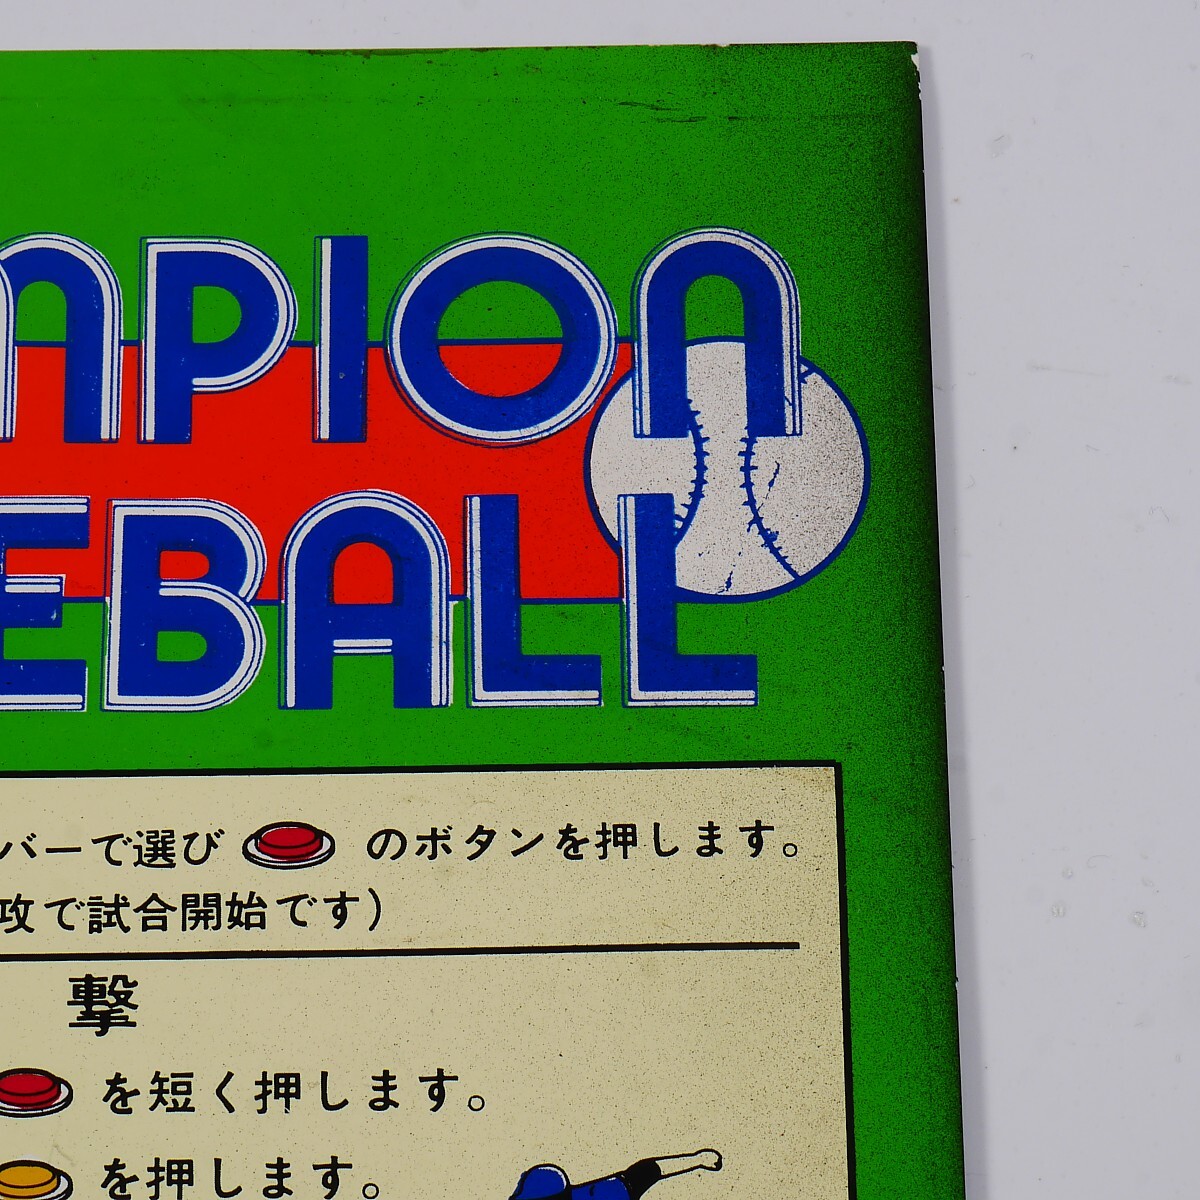 MPION
EBALL
バーで選び のボタンを押します。
攻で試合開始です)
撃
を短く押します。
を押します。